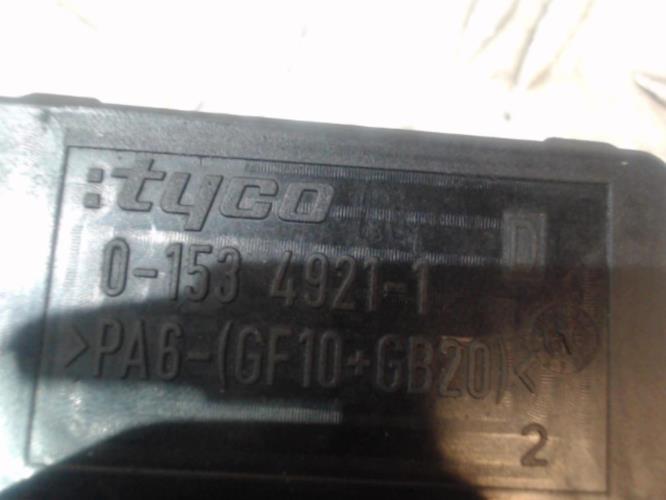 :tyco
D
0-153 4921-1
>PA6-(GF10+GB20)<
2